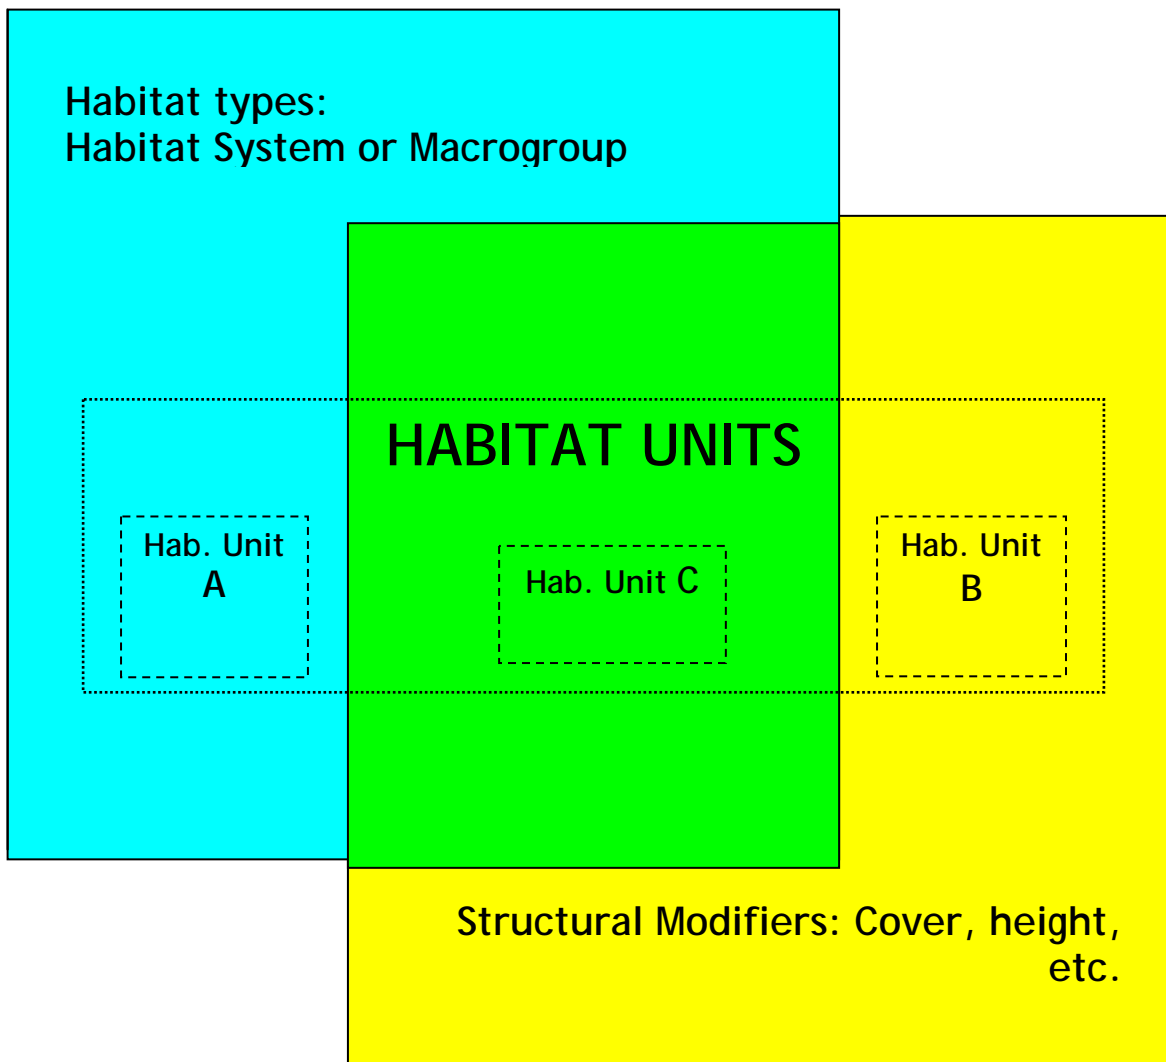 Habitat types:
Habitat System or Macrogroup
HABITAT UNITS
Hab. Unit
A
Hab. Unit C
Hab. Unit
B
Structural Modifiers: Cover, height,
etc.